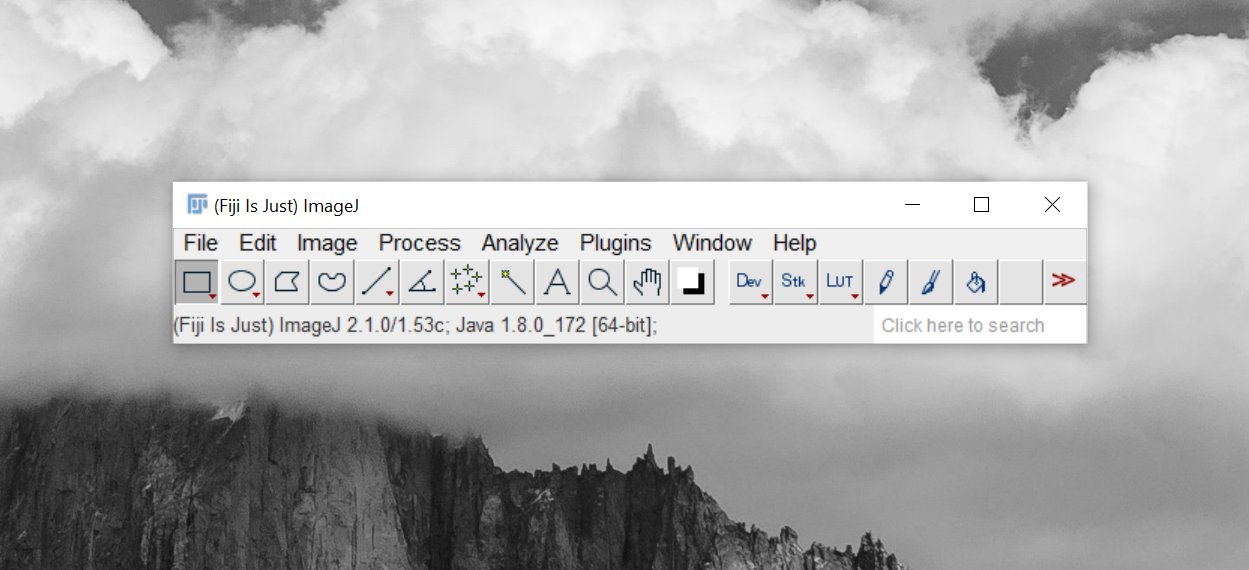 (Fiji Is Just) ImageJ
File Edit Image Process Analyze Plugins Window Help
A Dev Stk LUT
(Fiji Is Just) ImageJ 2.1.0/1.53c; Java 1.8.0_172 [64-bit]; Click here to search